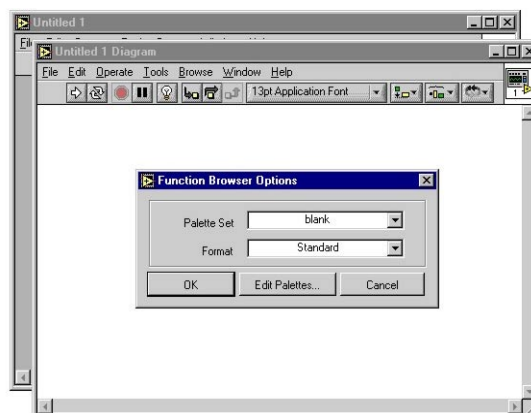 Untitled 1
Untitled 1 Diagram
File Edit Operate Tools Browse Window Help
13pt Application Font
1
Function Browser Options
Palette Set blank
Format Standard
OK Edit Palettes... Cancel